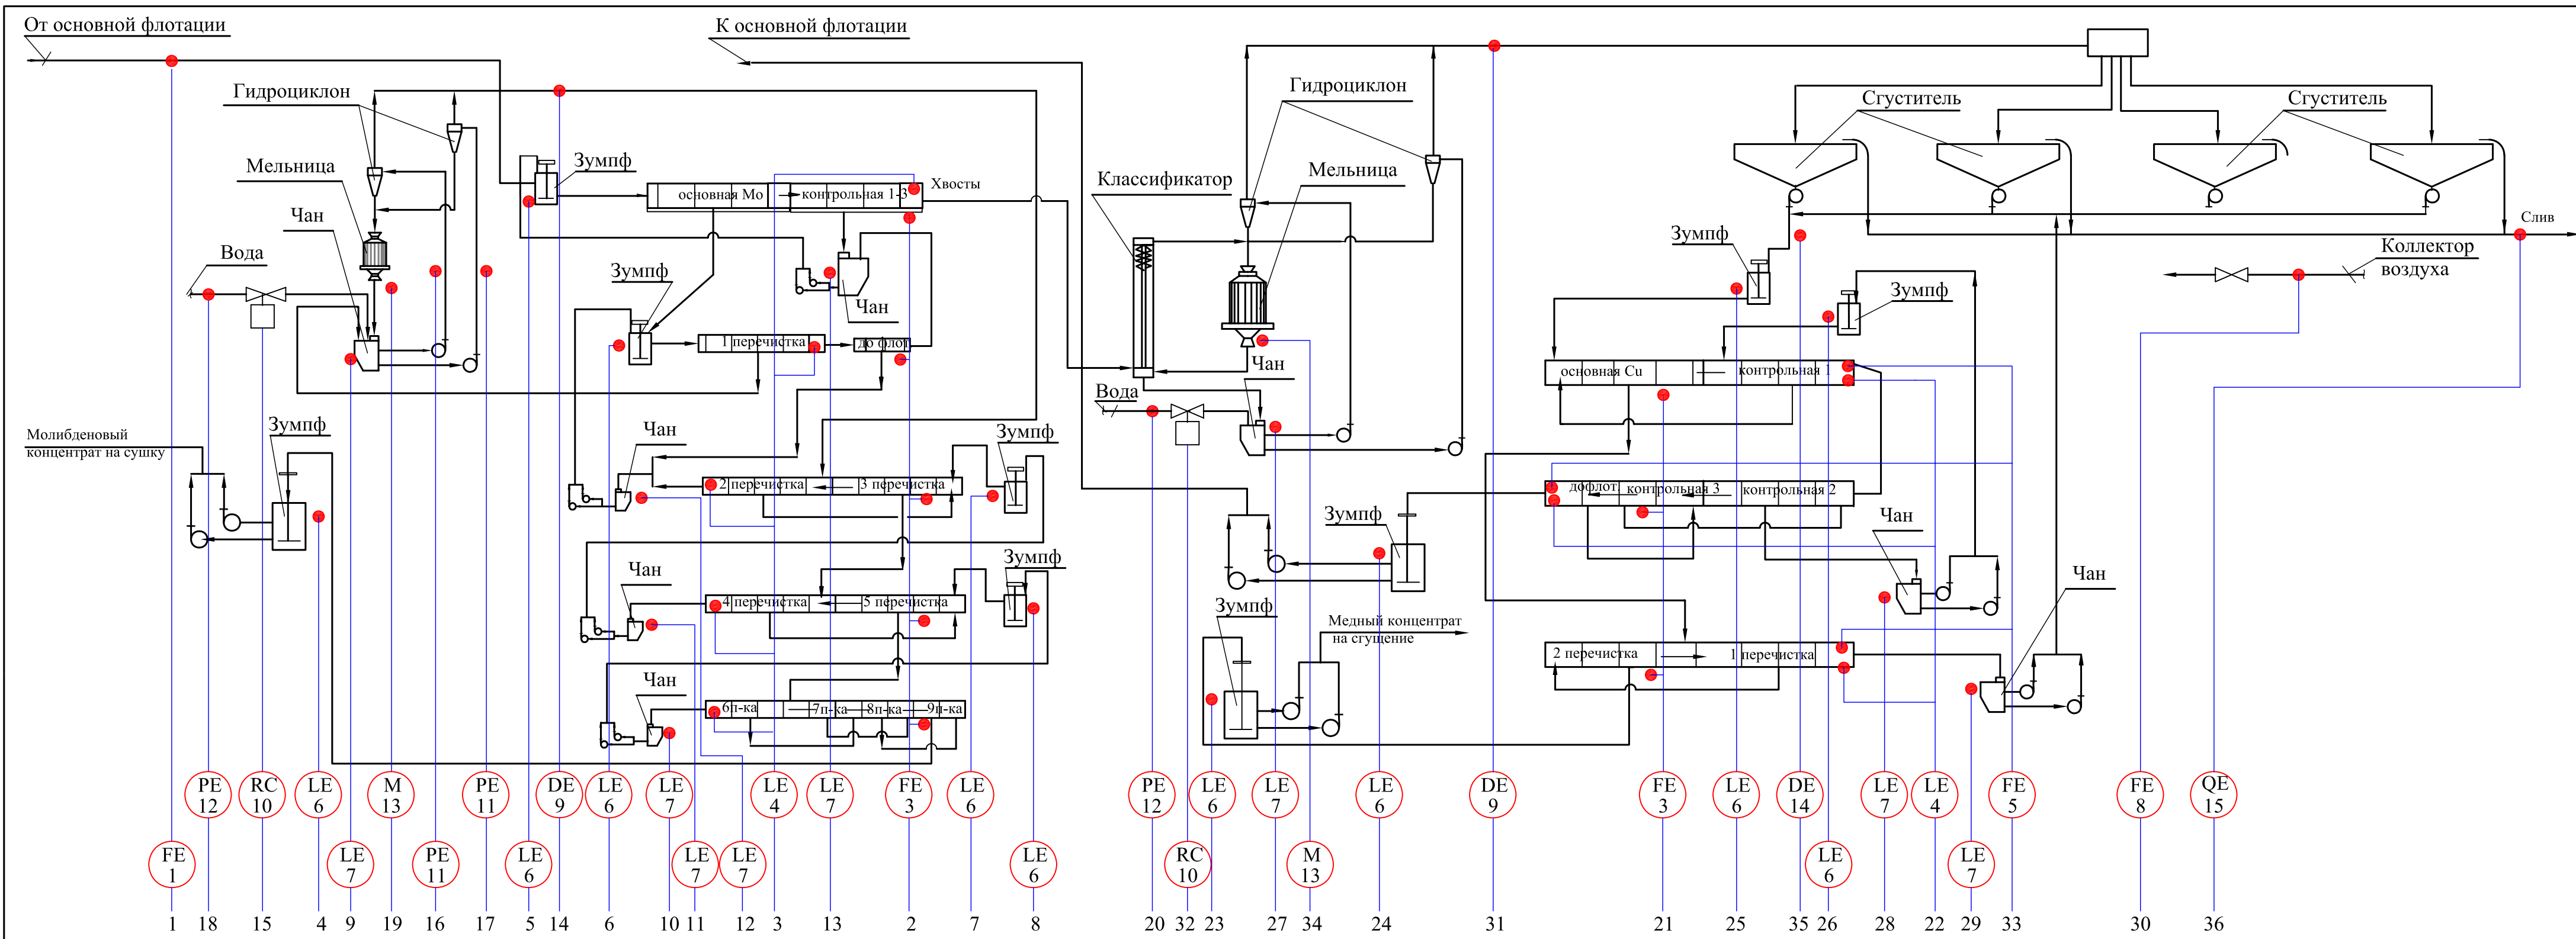 От основной флотации
К основной флотации
Гидроциклон
Гидроциклон
Сгуститель
Сгуститель
Мельница
Зумпф
Классификатор
Мельница
основная Мо
контрольная 1-3
Хвосты
Чан
Слив
Вода
Зумпф
Зумпф
Коллектор
воздуха
Чан
Зумпф
1 перечистка
до флот
Чан
основная Cu
контрольная 1
Вода
Молибденовый
концентрат на сушку
Зумпф
Чан
Зумпф
2 перечистка
3 перечистка
дофлот.
контрольная 3
контрольная 2
Зумпф
Чан
Чан
Зумпф
Чан
4 перечистка
5 перечистка
Зумпф
Медный концентрат
на сгущение
2 перечистка
1 перечистка
Чан
6п-ка
7п-ка
8п-ка
9п-ка
PE
12
RC
10
LE
6
M
13
PE
11
DE
9
LE
6
LE
7
LE
4
LE
7
FE
3
LE
6
PE
12
LE
6
LE
7
LE
6
DE
9
FE
3
LE
6
DE
14
LE
7
LE
4
FE
5
FE
8
QE
15
FE
1
LE
7
PE
11
LE
6
LE
7
LE
7
LE
6
RC
10
M
13
LE
6
LE
7
1 18 15 4 9 19 16 17 5 14 6 10 11 12 3 13 2 7 8 20 32 23 27 34 24 31 21 25 35 26 28 22 29 33 30 36